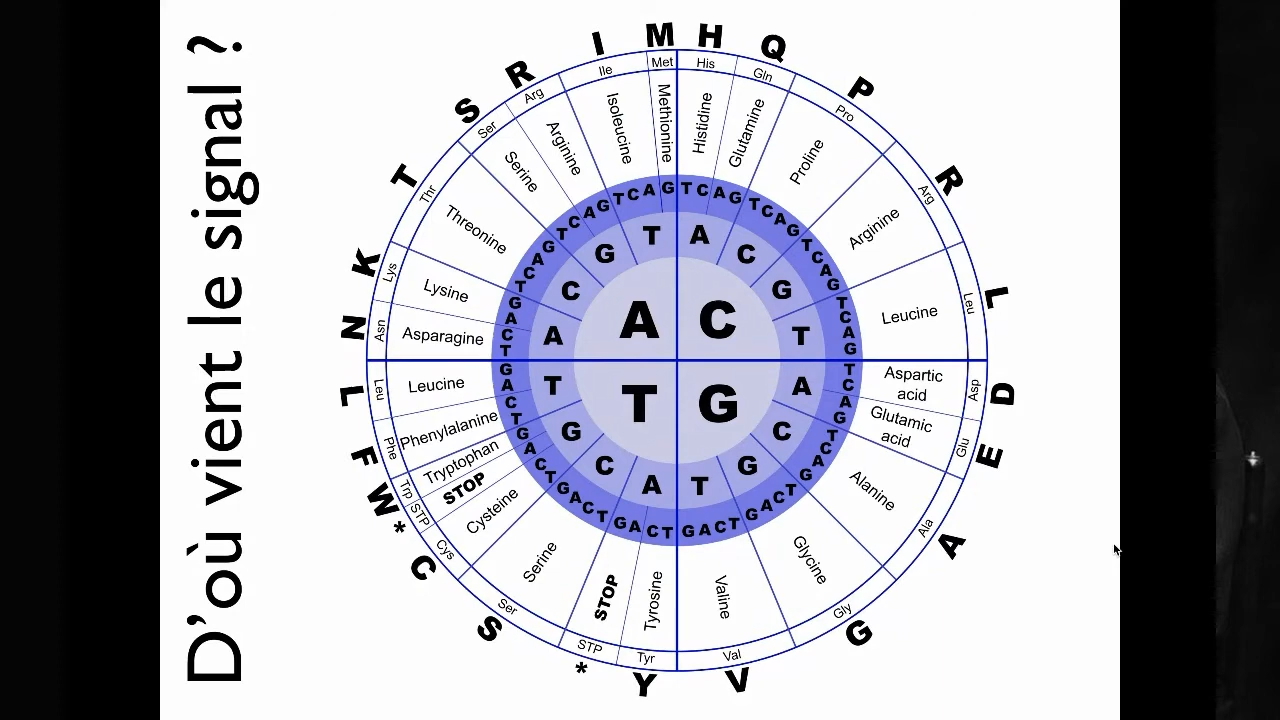 D'où vient le signal ?
M
H
Q
P
R
L
D
E
A
G
V
Y
*
S
C
*
W
F
L
N
K
T
S
R
I
Met
His
Gln
Pro
Arg
Leu
Asp
Glu
Ala
Gly
Val
Tyr
STP
Ser
Cys
STP
Trp
Phe
Leu
Asn
Lys
Thr
Ser
Arg
Ile
Methionine
Histidine
Glutamine
Proline
Arginine
Leucine
Aspartic
acid
Glutamic
acid
Alanine
Glycine
Valine
Tyrosine
STOP
Serine
Cysteine
STOP
Tryptophan
Phenylalanine
Leucine
Asparagine
Lysine
Threonine
Serine
Arginine
Isoleucine
T C A G T C A G T C A G T C A G
T C A G T C A G T C A G T C A G
T C A G T C A G T C A G T C A G
T C A G T C A G T C A G T C A G
A C G T
A C G T
A C G T
A C G T
A C
T G